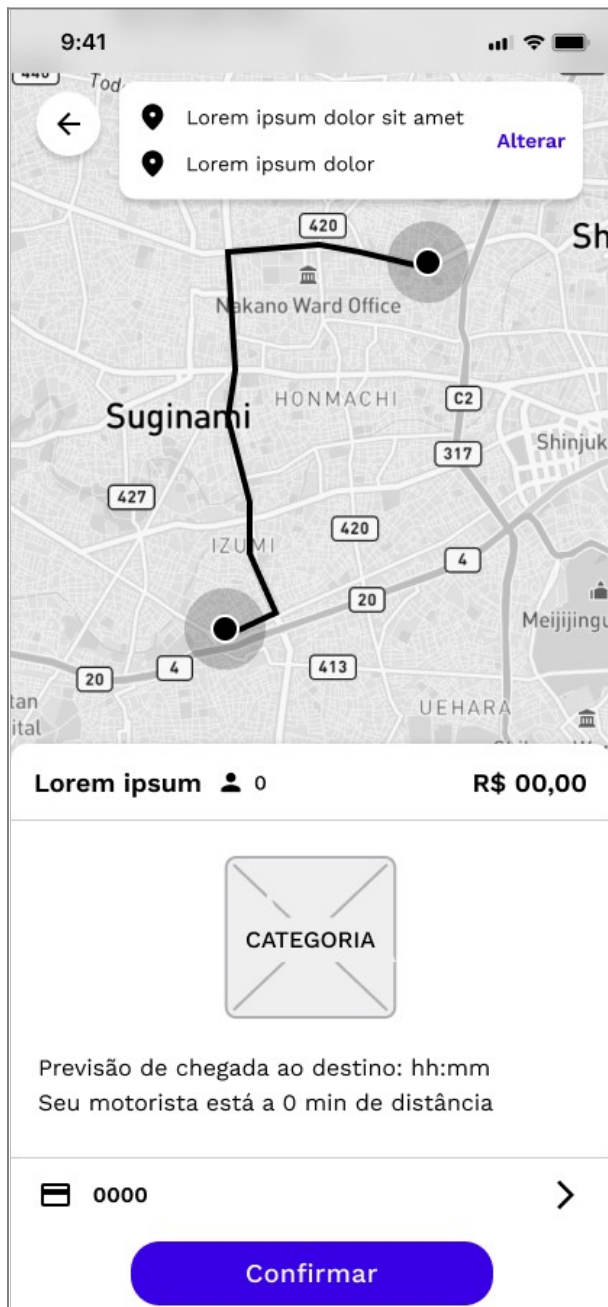 9:41
Lorem ipsum dolor sit amet
Alterar
Lorem ipsum dolor
420
Sh
Nakano Ward Office
HONMACHI
C2
Suginami
Shinjuk
317
427
420
IZUMI
4
20
Meijijingu
4
413
20
tan
ital
UEHARA
Lorem ipsum 0 R$ 00,00
CATEGORIA
Previsão de chegada ao destino: hh:mm
Seu motorista está a 0 min de distância
0000
Confirmar